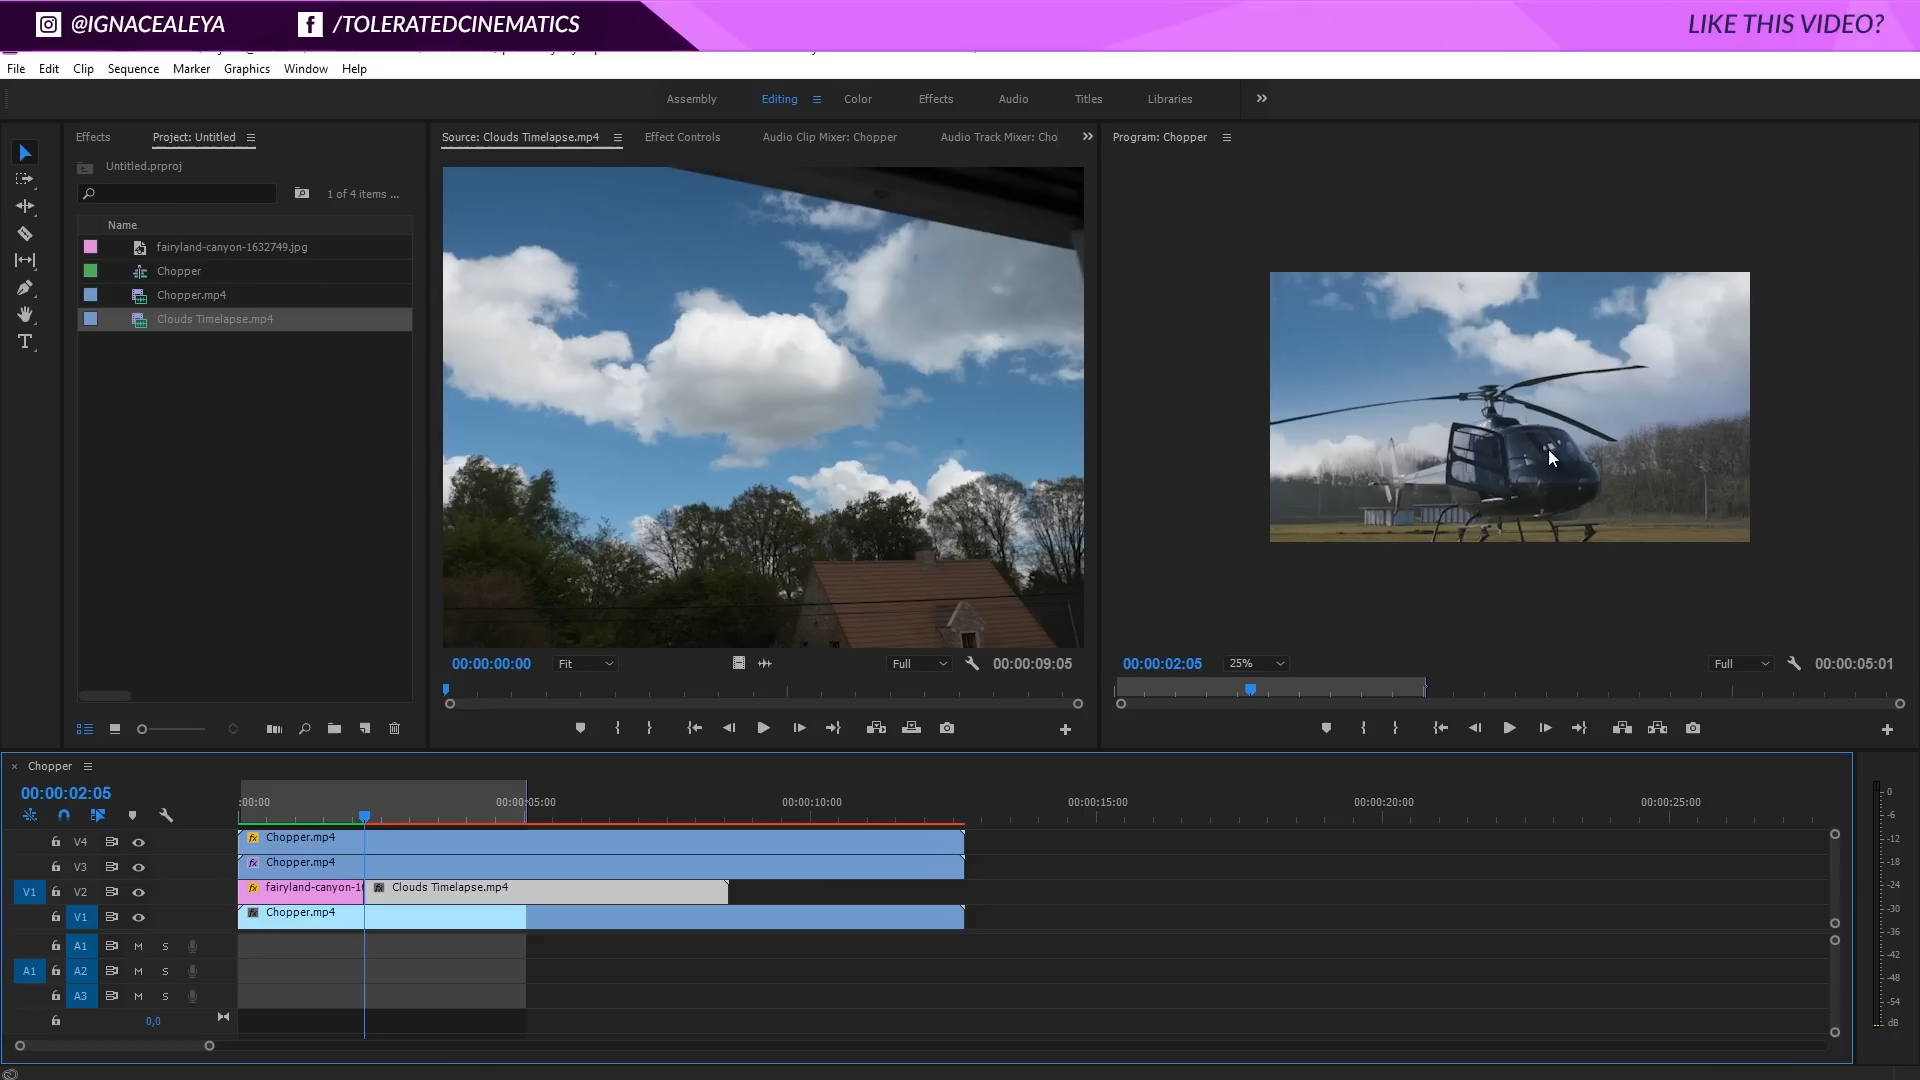 @IGNACEALEYA
/TOLERATEDCINEMATICS
LIKE THIS VIDEO?
File Edit Clip Sequence Marker Graphics Window Help
Assembly Editing Color Effects Audio Titles Libraries
Effects Project: Untitled
Source: Clouds Timelapse.mp4 Effect Controls Audio Clip Mixer: Chopper Audio Track Mixer: Cho
Program: Chopper
Untitled.prproj
1 of 4 items ...
Name
fairyland-canyon-1632749.jpg
Chopper
Chopper.mp4
Clouds Timelapse.mp4
00:00:00:00 Fit Full 00:00:09:05
00:00:02:05 25% Full 00:00:05:01
Chopper
00:00:02:05
:00:00 00:00:05:00 00:00:10:00 00:00:15:00 00:00:20:00 00:00:25:00
V4 fx Chopper.mp4
V3 fx Chopper.mp4
V1 V2 fx fairyland-canyon-1 fx Clouds Timelapse.mp4
V1 fx Chopper.mp4
A1 M S
A1 A2 M S
A3 M S
0,0
0
-6
-12
-18
-24
-30
-36
-42
-48
-54
dB